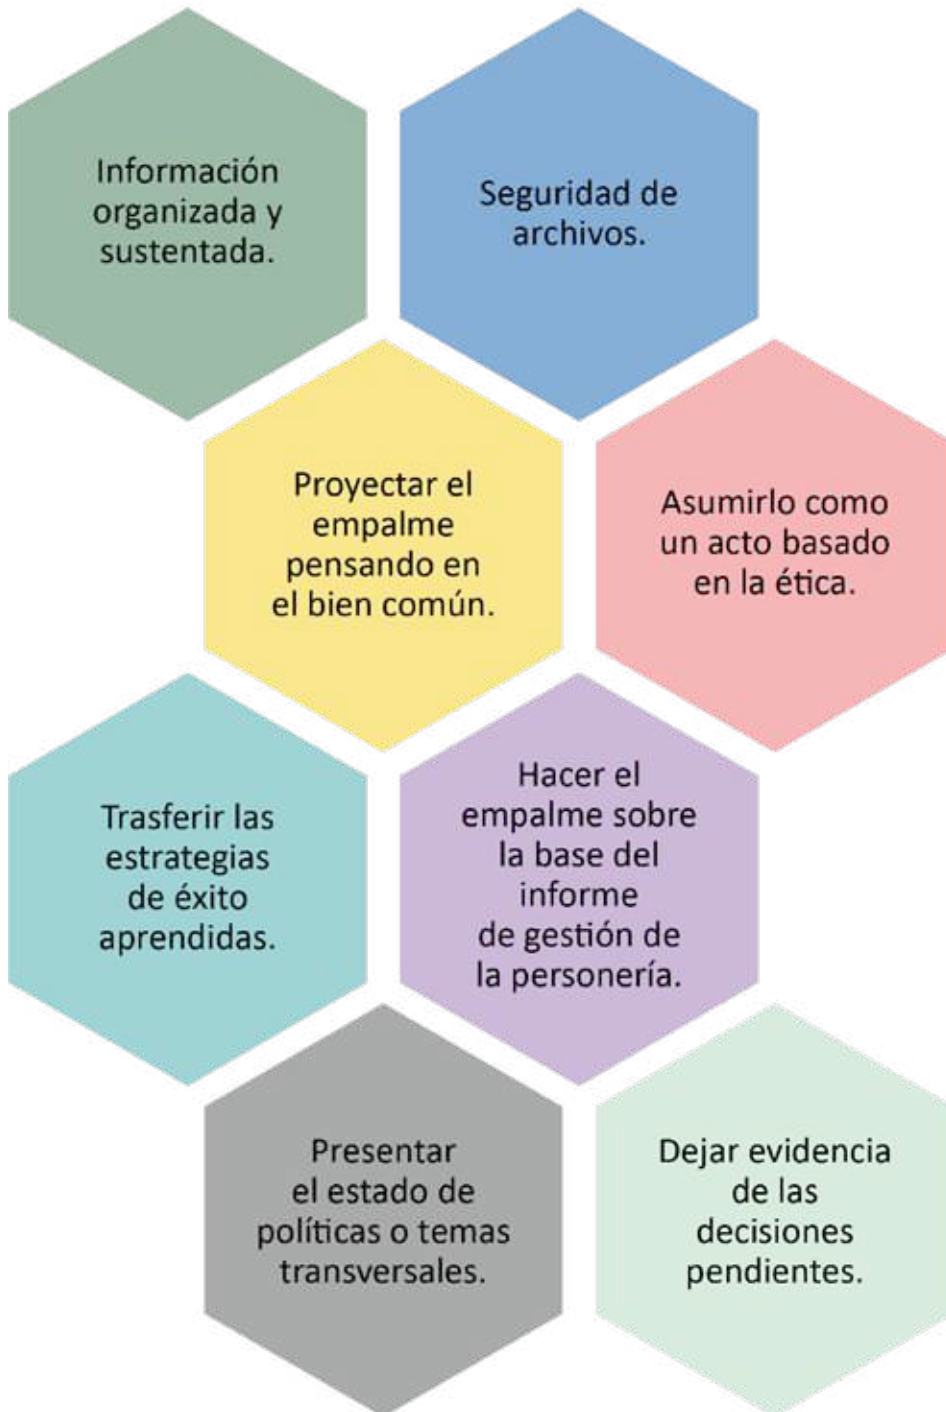 Información
organizada y
sustentada.
Seguridad de
archivos.
Proyectar el
empalme
pensando en
el bien común.
Asumirlo como
un acto basado
en la ética.
Trasferir las
estrategias
de éxito
aprendidas.
Hacer el
empalme sobre
la base del
informe
de gestión de
la personería.
Presentar
el estado de
políticas o temas
transversales.
Dejar evidencia
de las
decisiones
pendientes.